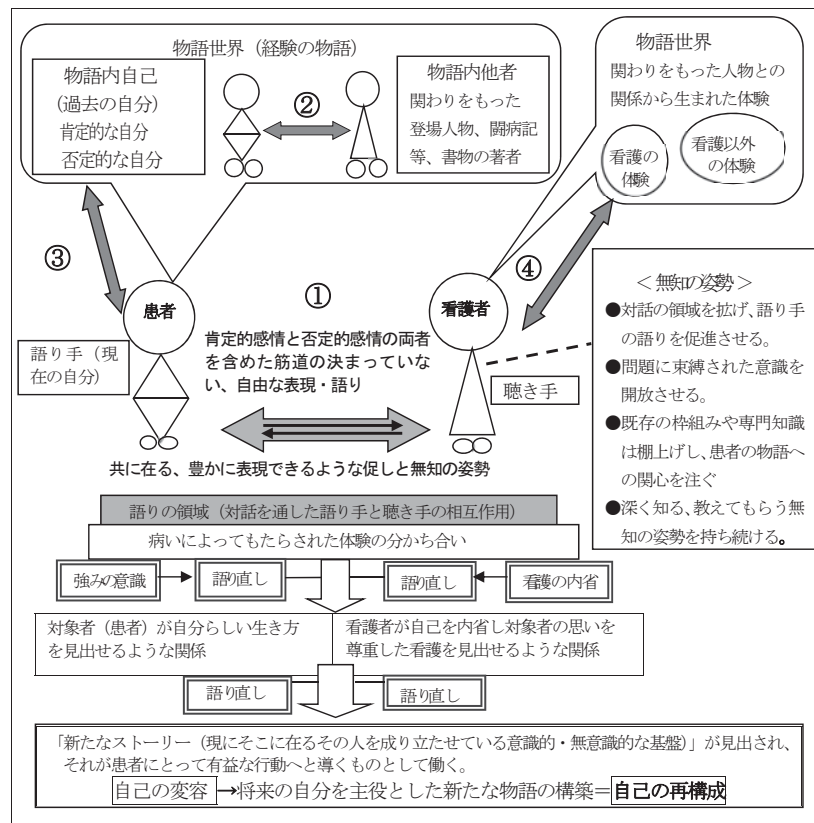 物語世界（経験の物語）
物語内自己
（過去の自分）
肯定的な自分
否定的な自分
②
物語内他者
関わりをもった
登場人物、闘病記
等、書物の著者
物語世界
関わりをもった人物との
関係から生まれた体験
看護の
体験
看護以外
の体験
③
患者
語り手（現
在の自分）
①
肯定的感情と否定的感情の両者
を含めた筋道の決まっていな
い、自由な表現・語り
看護者
④
聴き手
共に在る、豊かに表現できるような促しと無知の姿勢
＜無知の姿勢＞
●対話の領域を拡げ、語り手
の語りを促進させる。
●問題に束縛された意識を
開放させる。
●既存の枠組みや専門知識
は棚上げし、患者の物語へ
の関心を注ぐ
●深く知る、教えてもらう無
知の姿勢を持ち続ける。
語りの領域（対話を通した語り手と聴き手の相互作用）
病いによってもたらされた体験の分かち合い
強みの意識
語り直し
語り直し
看護の内省
対象者（患者）が自分らしい生き方
を見出せるような関係
看護者が自己を内省し対象者の思いを
尊重した看護を見出せるような関係
語り直し
語り直し
「新たなストーリー（現にそこに在るその人を成り立たせている意識的・無意識的な基盤）」が見出され、
それが患者にとって有益な行動へと導くものとして働く。
自己の変容→将来の自分を主役とした新たな物語の構築＝自己の再構成